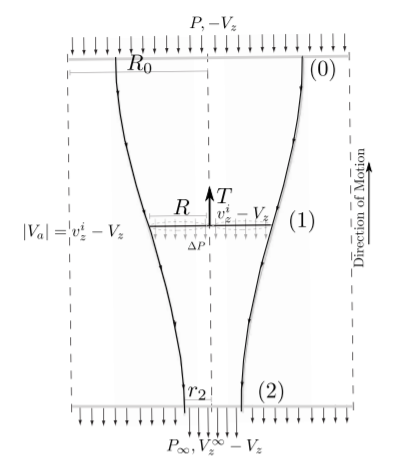 P, -V_z
R_0
(0)
T
R
v_z^i - V_z
(1)
|V_a| = v_z^i - V_z
ΔP
Direction of Motion
r_2
(2)
P_∞, V_z^∞ - V_z